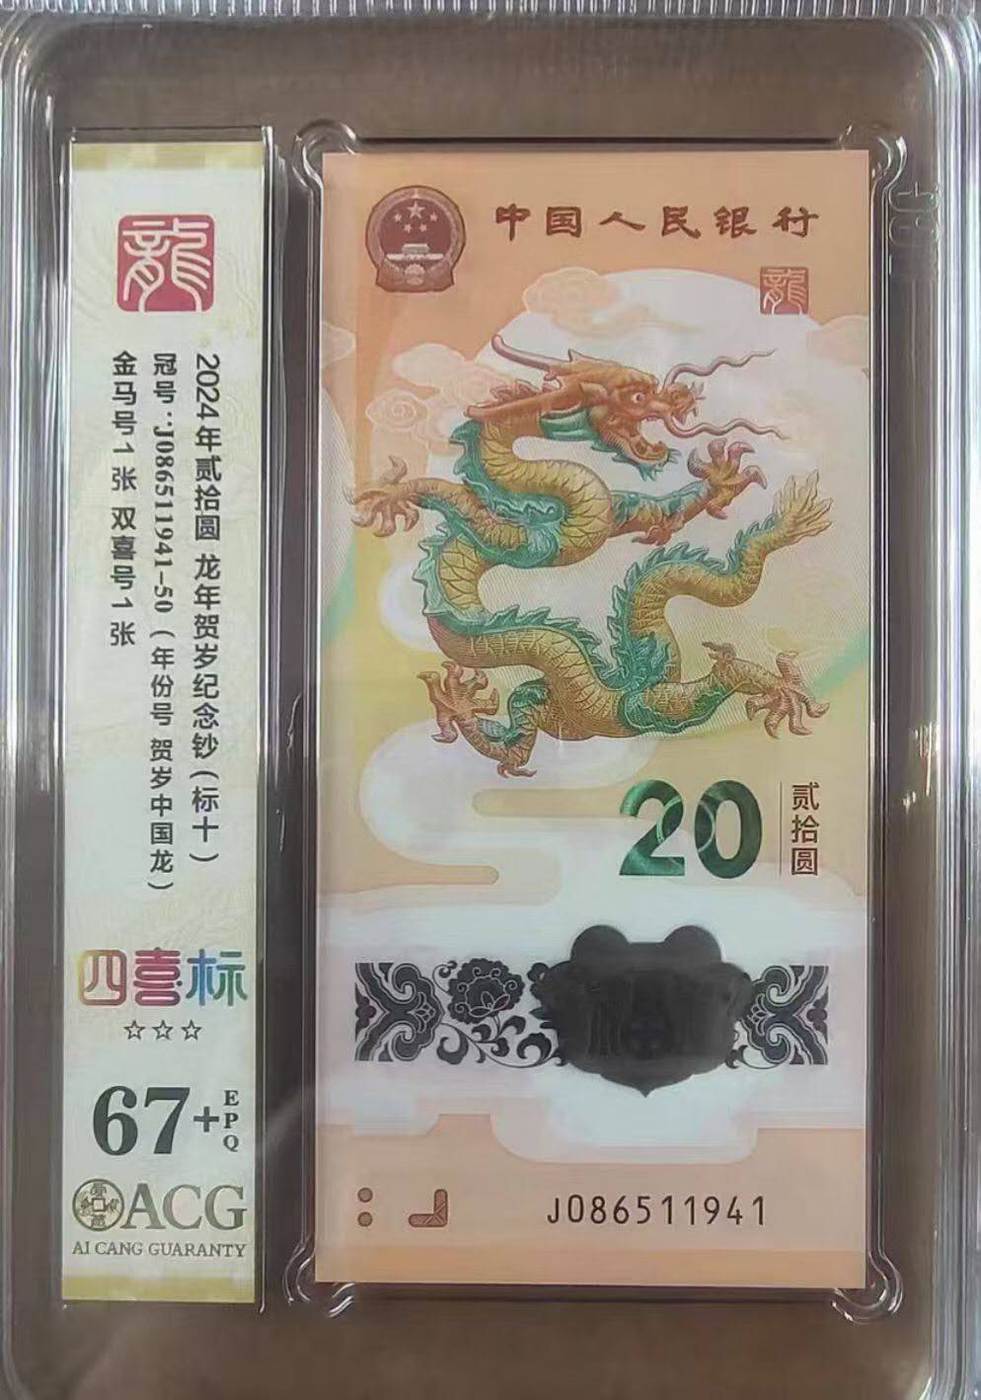 龍
2024年贰拾圆 龙年贺岁纪念钞(标十)
冠号:J086511941-50(年份号 贺岁中国龙)
金马号1张 双喜号1张
四喜标
☆☆☆
67+EPQ
ACG
AI CANG GUARANTY
中国人民银行
龍
20
贰拾圆
J086511941